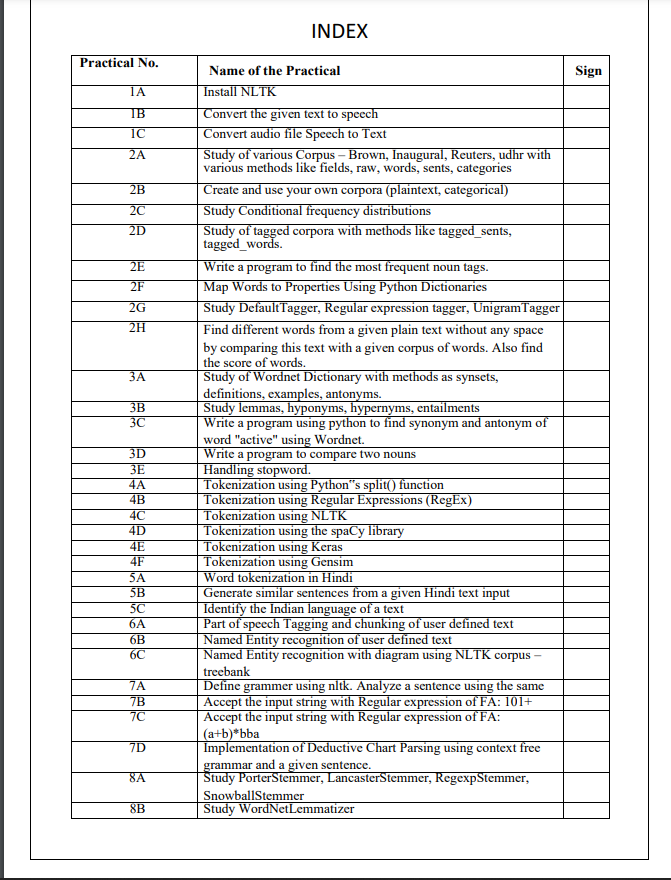 INDEX
Practical No. Name of the Practical Sign
1A Install NLTK
1B Convert the given text to speech
1C Convert audio file Speech to Text
2A Study of various Corpus – Brown, Inaugural, Reuters, udhr with
various methods like fields, raw, words, sents, categories
2B Create and use your own corpora (plaintext, categorical)
2C Study Conditional frequency distributions
2D Study of tagged corpora with methods like tagged_sents,
tagged_words.
2E Write a program to find the most frequent noun tags.
2F Map Words to Properties Using Python Dictionaries
2G Study DefaultTagger, Regular expression tagger, UnigramTagger
2H Find different words from a given plain text without any space
by comparing this text with a given corpus of words. Also find
the score of words.
3A Study of Wordnet Dictionary with methods as synsets,
definitions, examples, antonyms.
3B Study lemmas, hyponyms, hypernyms, entailments
3C Write a program using python to find synonym and antonym of
word "active" using Wordnet.
3D Write a program to compare two nouns
3E Handling stopword.
4A Tokenization using Python‟s split() function
4B Tokenization using Regular Expressions (RegEx)
4C Tokenization using NLTK
4D Tokenization using the spaCy library
4E Tokenization using Keras
4F Tokenization using Gensim
5A Word tokenization in Hindi
5B Generate similar sentences from a given Hindi text input
5C Identify the Indian language of a text
6A Part of speech Tagging and chunking of user defined text
6B Named Entity recognition of user defined text
6C Named Entity recognition with diagram using NLTK corpus –
treebank
7A Define grammer using nltk. Analyze a sentence using the same
7B Accept the input string with Regular expression of FA: 101+
7C Accept the input string with Regular expression of FA:
(a+b)*bba
7D Implementation of Deductive Chart Parsing using context free
grammar and a given sentence.
8A Study PorterStemmer, LancasterStemmer, RegexpStemmer,
SnowballStemmer
8B Study WordNetLemmatizer